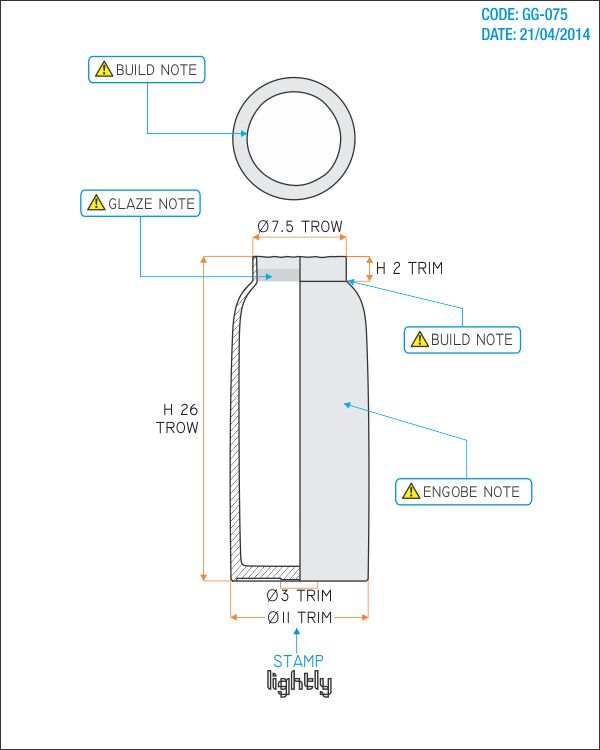 CODE: GG-075
DATE: 21/04/2014
BUILD NOTE
GLAZE NOTE
Ø7.5 TROW
H 2 TRIM
BUILD NOTE
H 26
TROW
ENGOBE NOTE
Ø3 TRIM
Ø11 TRIM
STAMP
lightly